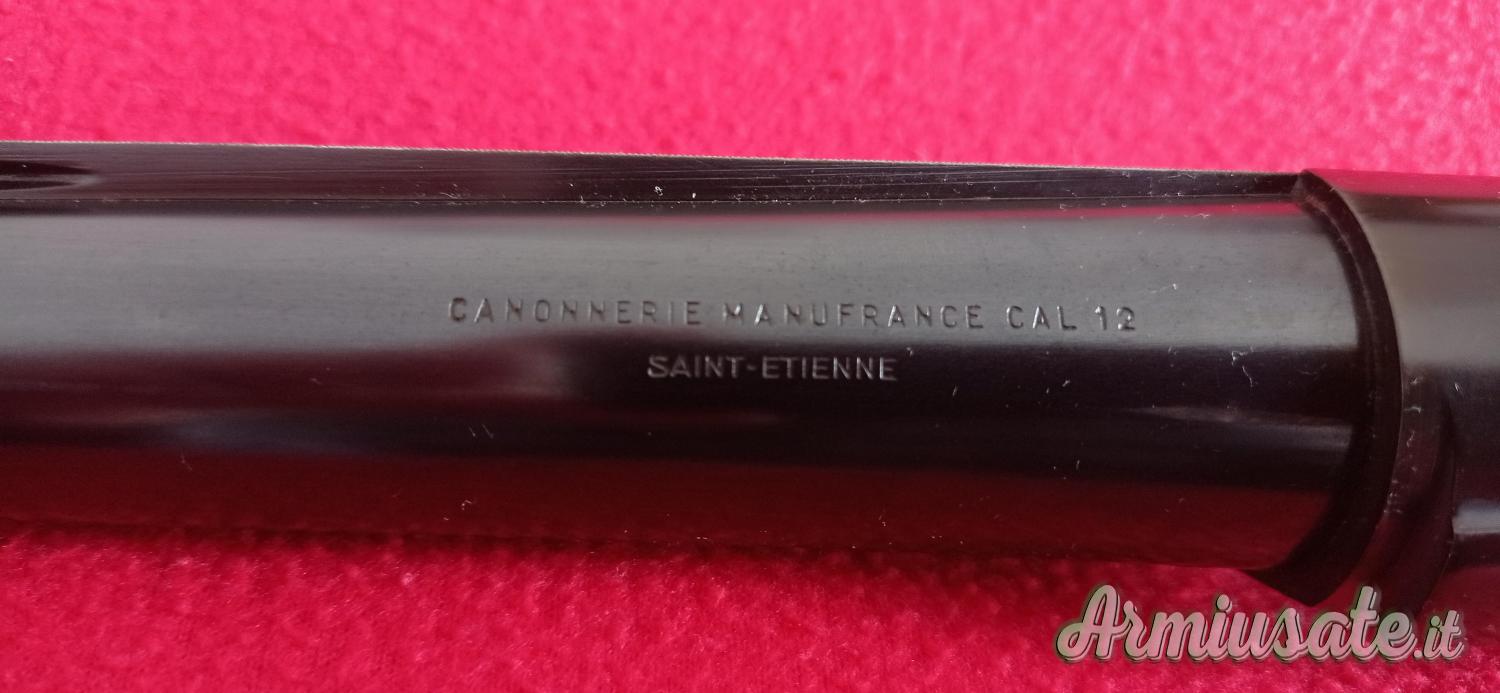 CANONNERIE MANUFRANCE CAL 12
SAINT-ETIENNE
Armiusate.it